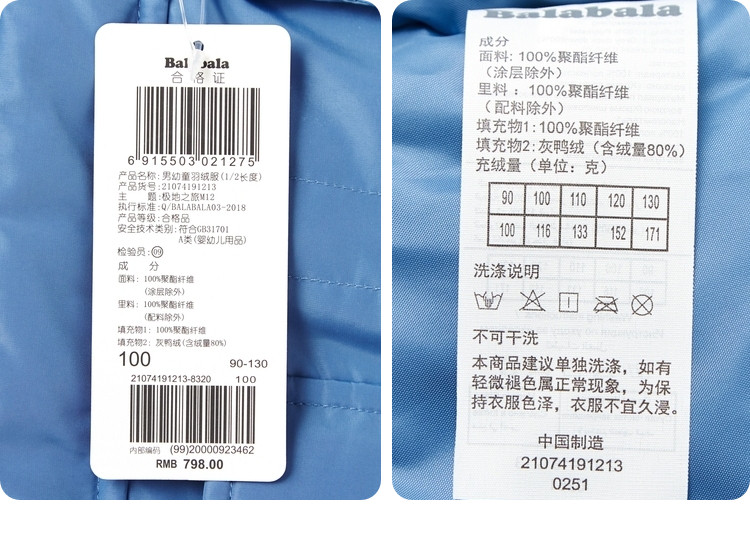 Balabala
合格证
6 915503 021275
产品名称:男幼童羽绒服(1/2长度)
产品货号:21074191213
主 题:极地之旅M12
执行标准:Q/BALABALA03-2018
产品等级:合格品
安全技术类别:符合GB31701
A类(婴幼儿用品)
检验员:09
成 分
面料: 100%聚酯纤维
(涂层除外)
里料: 100%聚酯纤维
(配料除外)
填充物1: 100%聚酯纤维
填充物2: 灰鸭绒(含绒量80%)
100 90-130
21074191213-8320 100
内部编码 (99)20000923462
RMB 798.00
Balabala
成分
面料: 100%聚酯纤维
(涂层除外)
里料: 100%聚酯纤维
(配料除外)
填充物1:100%聚酯纤维
填充物2:灰鸭绒(含绒量80%)
充绒量(单位:克)
90 100 110 120 130
100 116 133 152 171
洗涤说明
不可干洗
本商品建议单独洗涤,如有
轻微褪色属正常现象,为保
持衣服色泽,衣服不宜久浸。
中国制造
21074191213
0251